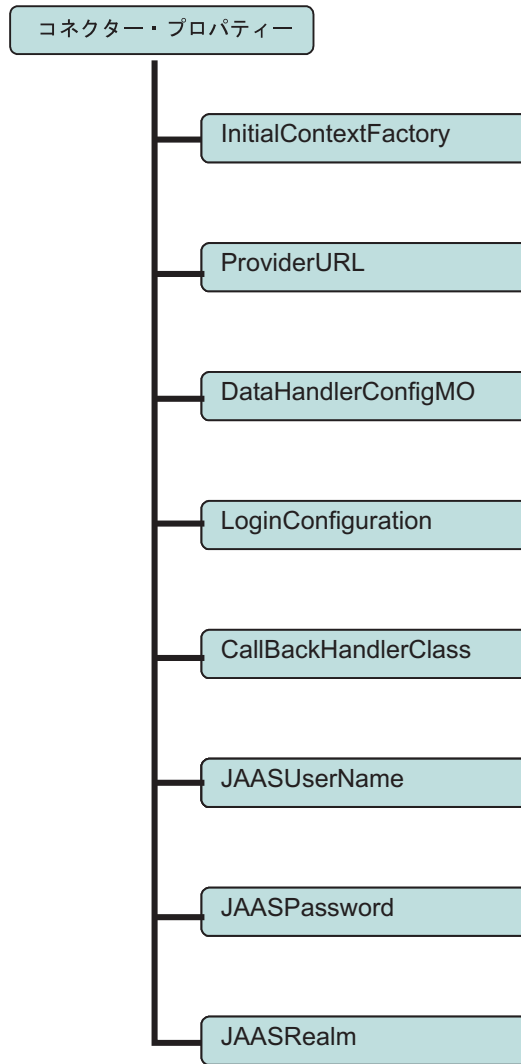 コネクター・プロパティー
InitialContextFactory
ProviderURL
DataHandlerConfigMO
LoginConfiguration
CallBackHandlerClass
JAASUserName
JAASPassword
JAASRealm